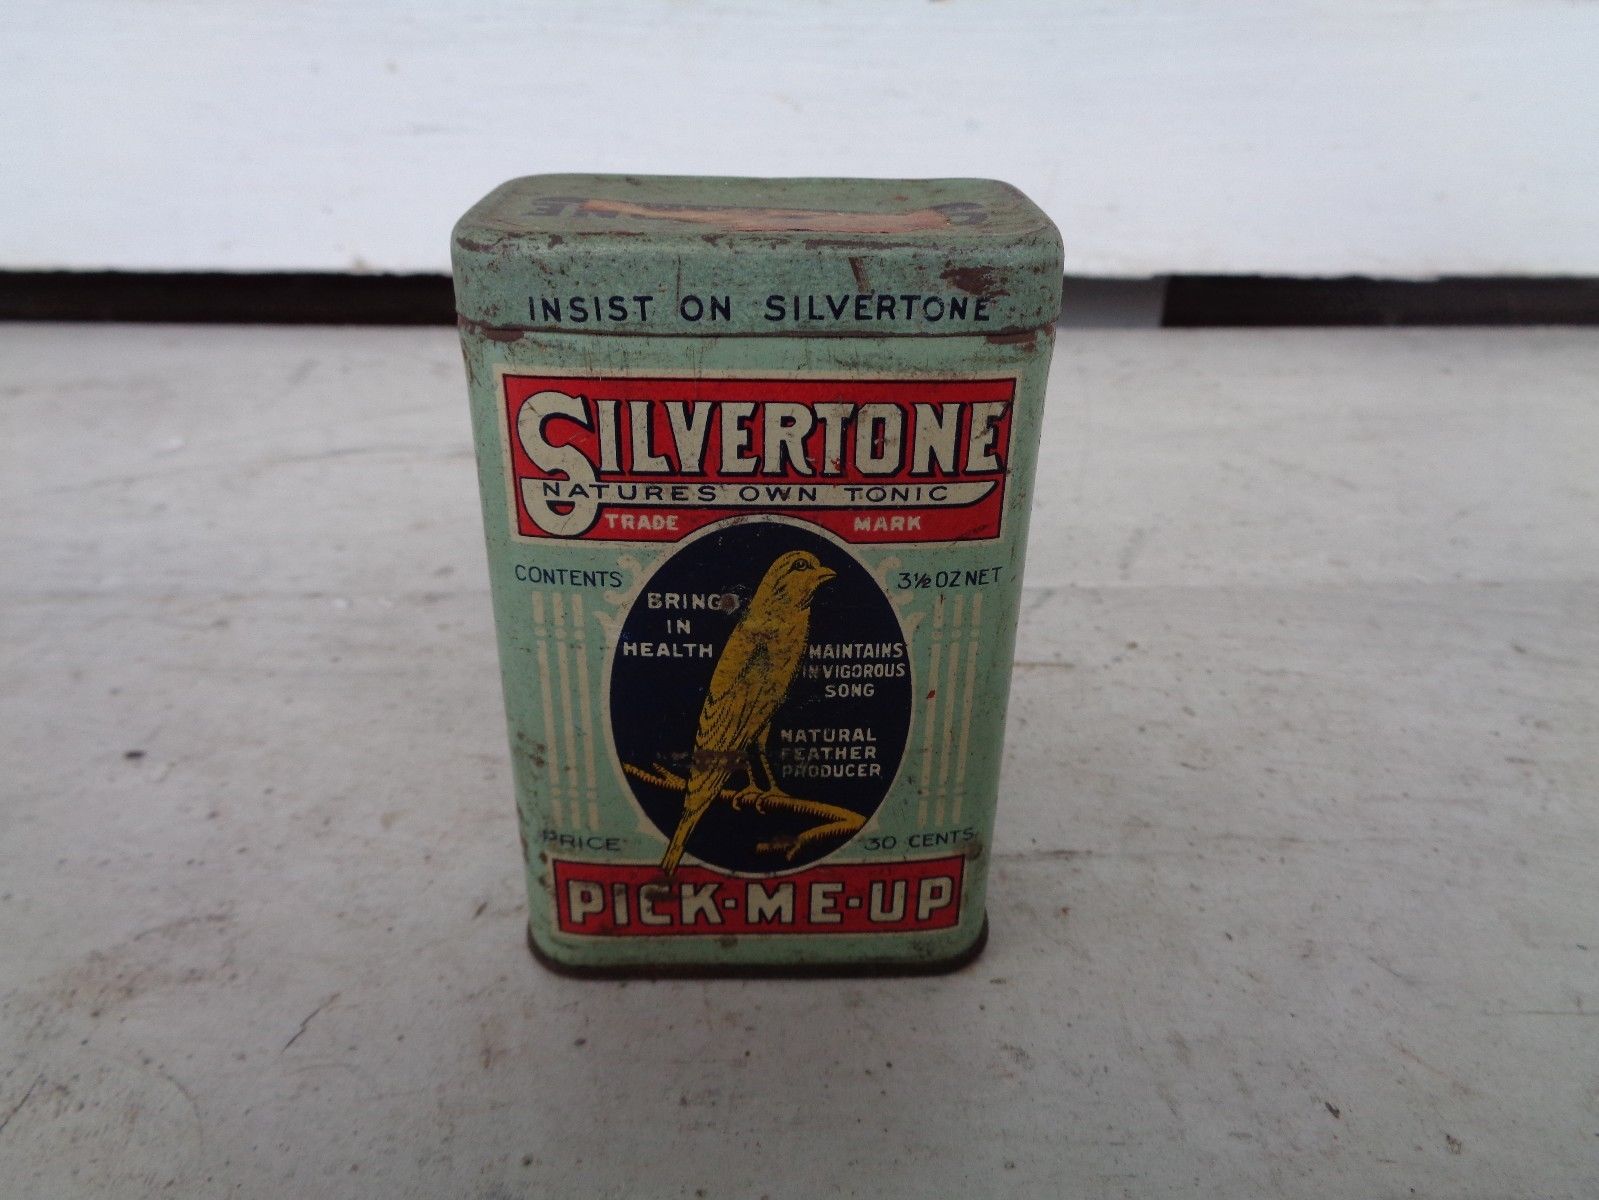 INSIST ON SILVERTONE
SILVERTONE
NATURES OWN TONIC
TRADE MARK
CONTENTS 3½ OZ NET
BRINGS
IN
HEALTH
MAINTAINS
IN VIGOROUS
SONG
NATURAL
FEATHER
PRODUCER
PRICE 30 CENTS
PICK-ME-UP